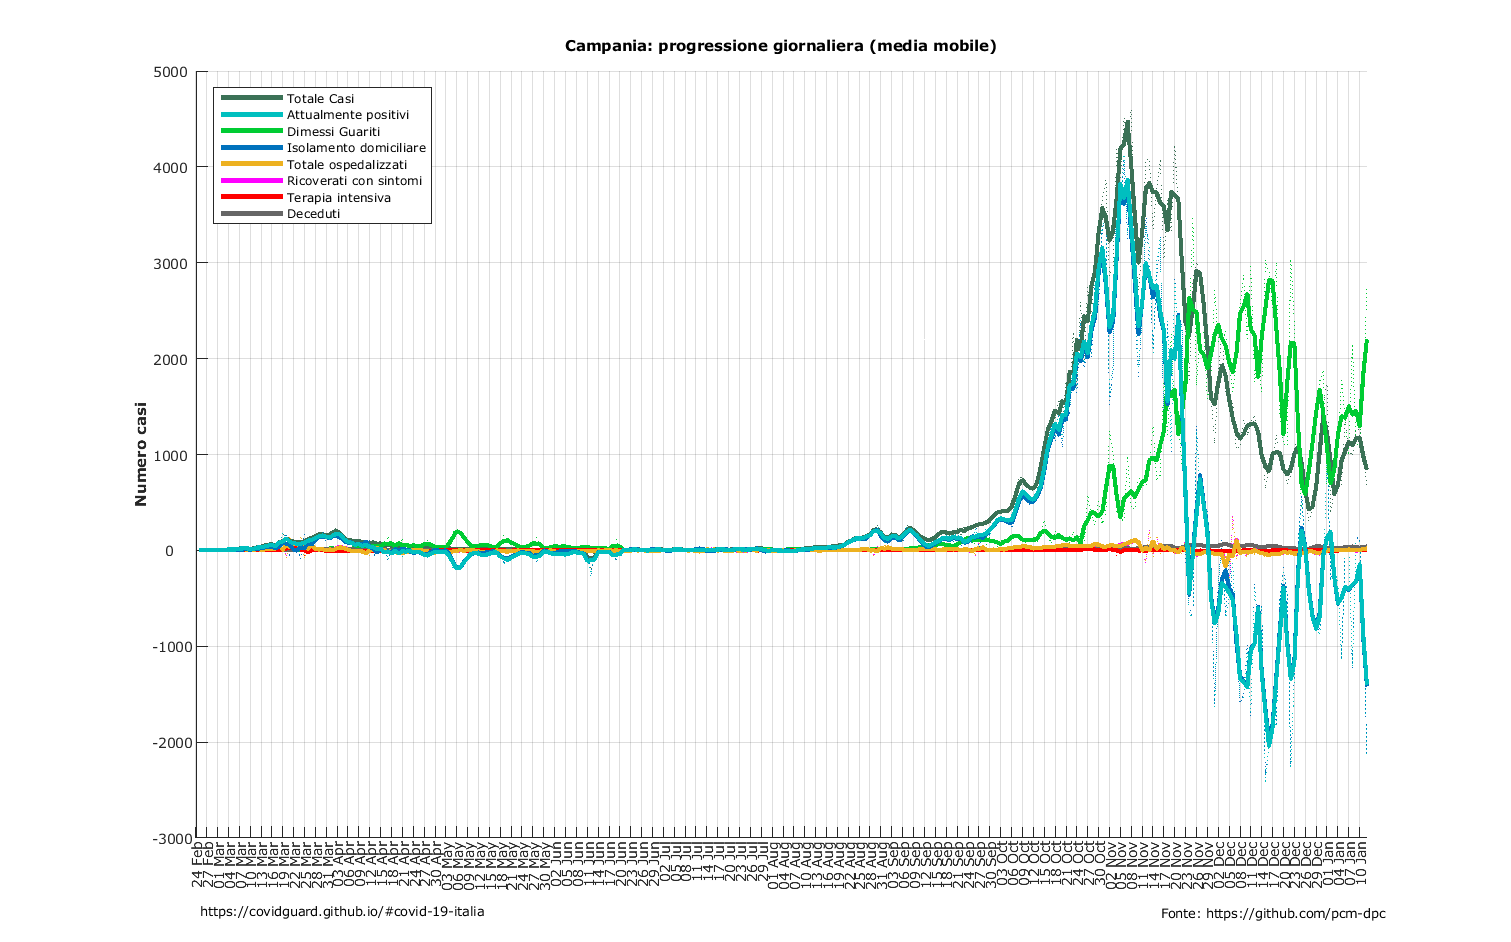 Campania: progressione giornaliera (media mobile)
Totale Casi
Attualmente positivi
Dimessi Guariti
Isolamento domiciliare
Totale ospedalizzati
Ricoverati con sintomi
Terapia intensiva
Deceduti
Numero casi
5000
4000
3000
2000
1000
0
-1000
-2000
-3000
24 Feb
27 Feb
01 Mar
04 Mar
07 Mar
10 Mar
13 Mar
16 Mar
19 Mar
22 Mar
25 Mar
28 Mar
31 Mar
03 Apr
06 Apr
09 Apr
12 Apr
15 Apr
18 Apr
21 Apr
24 Apr
27 Apr
30 Apr
03 May
06 May
09 May
12 May
15 May
18 May
21 May
24 May
27 May
30 May
02 Jun
05 Jun
08 Jun
11 Jun
14 Jun
17 Jun
20 Jun
23 Jun
26 Jun
29 Jun
02 Jul
05 Jul
08 Jul
11 Jul
14 Jul
17 Jul
20 Jul
23 Jul
26 Jul
29 Jul
01 Aug
04 Aug
07 Aug
10 Aug
13 Aug
16 Aug
19 Aug
22 Aug
25 Aug
28 Aug
31 Aug
03 Sep
06 Sep
09 Sep
12 Sep
15 Sep
18 Sep
21 Sep
24 Sep
27 Sep
30 Sep
03 Oct
06 Oct
09 Oct
12 Oct
15 Oct
18 Oct
21 Oct
24 Oct
27 Oct
30 Oct
02 Nov
05 Nov
08 Nov
11 Nov
14 Nov
17 Nov
20 Nov
23 Nov
26 Nov
29 Nov
02 Dec
05 Dec
08 Dec
11 Dec
14 Dec
17 Dec
20 Dec
23 Dec
26 Dec
29 Dec
01 Jan
04 Jan
07 Jan
10 Jan
https://covidguard.github.io/#covid-19-italia
Fonte: https://github.com/pcm-dpc